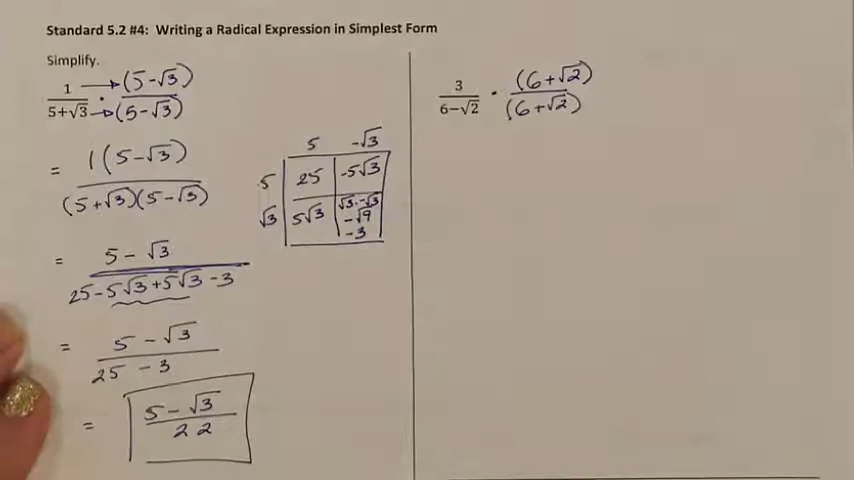 Standard 5.2 #4: Writing a Radical Expression in Simplest Form
Simplify.
1/(5+√3) · (5-√3)/(5-√3)
= 1(5-√3)/(5+√3)(5-√3)
5 -√3
5 25 -5√3
√3 5√3 √3·-√3
-√9
-3
= 5-√3/25-5√3+5√3-3
= 5-√3/25-3
= 5-√3/22
3/(6-√2) · (6+√2)/(6+√2)